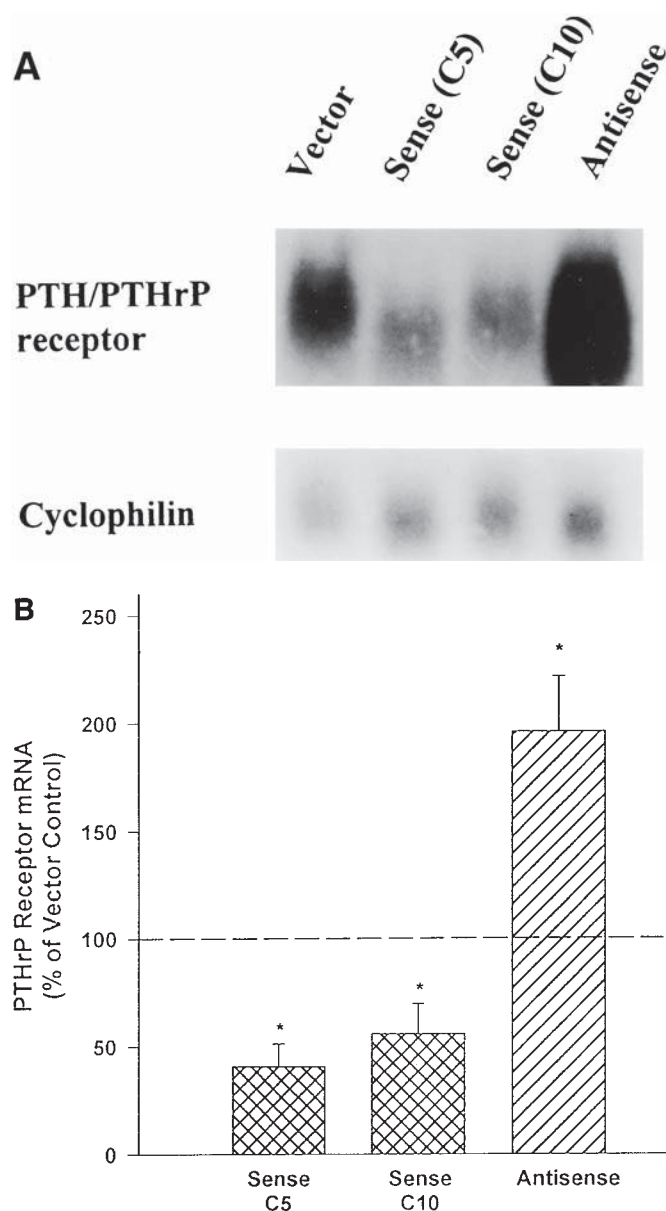 A
Vector
Sense (C5)
Sense (C10)
Antisense
PTH/PTHrP
receptor
Cyclophilin
B
PTHrP Receptor mRNA
(% of Vector Control)
250
200
150
100
50
0
*
*
*
Sense
C5
Sense
C10
Antisense